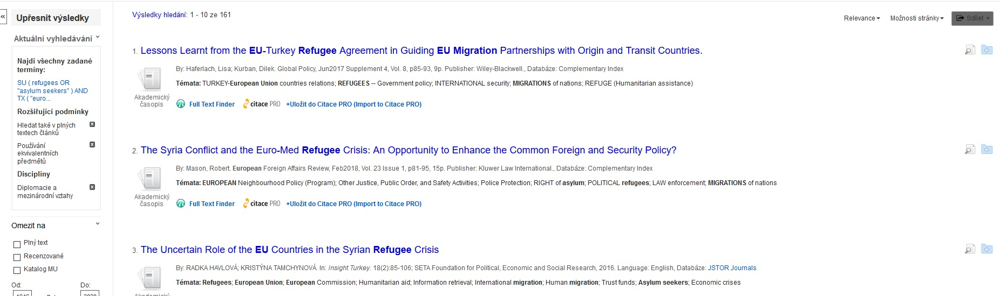 «
Upřesnit výsledky
Aktuální vyhledávání
Najdi všechny zadané
termíny:
SU ( refugees OR
"asylum seekers" ) AND
TX ( "euro...
Rozšiřující podmínky
Hledat také v plných
textech článků
Používání
ekvivalentních
předmětů
Disciplíny
Diplomacie a
mezinárodní vztahy
Omezit na
Plný text
Recenzované
Katalog MU
Od: Do:
Výsledky hledání: 1 - 10 ze 161
Relevance Možnosti stránky Sdílet
1. Lessons Learnt from the EU-Turkey Refugee Agreement in Guiding EU Migration Partnerships with Origin and Transit Countries.
By: Haferlach, Lisa; Kurban, Dilek. Global Policy, Jun2017 Supplement 4, Vol. 8, p85-93, 9p. Publisher: Wiley-Blackwell., Databáze: Complementary Index
Témata: TURKEY-European Union countries relations; REFUGEES -- Government policy; INTERNATIONAL security; MIGRATIONS of nations; REFUGE (Humanitarian assistance)
Akademický
časopis
Full Text Finder citace PRO +Uložit do Citace PRO (Import to Citace PRO)
2. The Syria Conflict and the Euro-Med Refugee Crisis: An Opportunity to Enhance the Common Foreign and Security Policy?
By: Mason, Robert. European Foreign Affairs Review, Feb2018, Vol. 23 Issue 1, p81-95, 15p. Publisher: Kluwer Law International., Databáze: Complementary Index
Témata: EUROPEAN Neighbourhood Policy (Program); Other Justice, Public Order, and Safety Activities; Police Protection; RIGHT of asylum; POLITICAL refugees; LAW enforcement; MIGRATIONS of nations
Akademický
časopis
Full Text Finder citace PRO +Uložit do Citace PRO (Import to Citace PRO)
3. The Uncertain Role of the EU Countries in the Syrian Refugee Crisis
By: RADKA HAVLOVÁ; KRISTÝNA TAMCHYNOVÁ. In: Insight Turkey. 18(2):85-106; SETA Foundation for Political, Economic and Social Research, 2016. Language: English, Databáze: JSTOR Journals
Témata: Refugees; European Union; European Commission; Humanitarian aid; Information retrieval; International migration; Human migration; Trust funds; Asylum seekers; Economic crises
Akademický